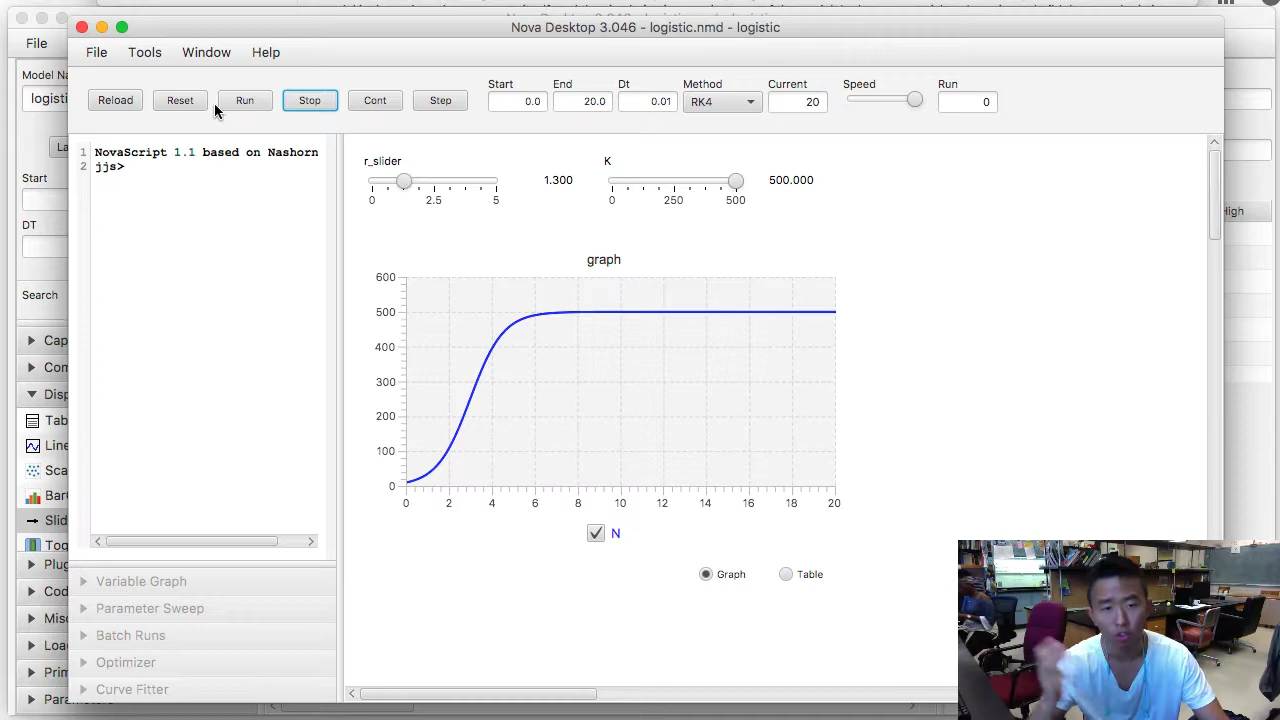 Nova Desktop 3.046 - logistic.nmd - logistic
File
File Tools Window Help
Model Na
logisti
La
Start
DT
Search
Cap
Com
Disp
Tab
Line
Sca
BarC
Slid
Tog
Plug
Cod
Misc
Loa
Prim
Parameters
High
Reload Reset Run Stop Cont Step
Start End Dt Method Current Speed Run
0.0 20.0 0.01 RK4 20 0
1 NovaScript 1.1 based on Nashorn
2 jjs>
Variable Graph
Parameter Sweep
Batch Runs
Optimizer
Curve Fitter
r_slider K
1.300 500.000
0 2.5 5 0 250 500
graph
600
500
400
300
200
100
0
0 2 4 6 8 10 12 14 16 18 20
N
Graph Table